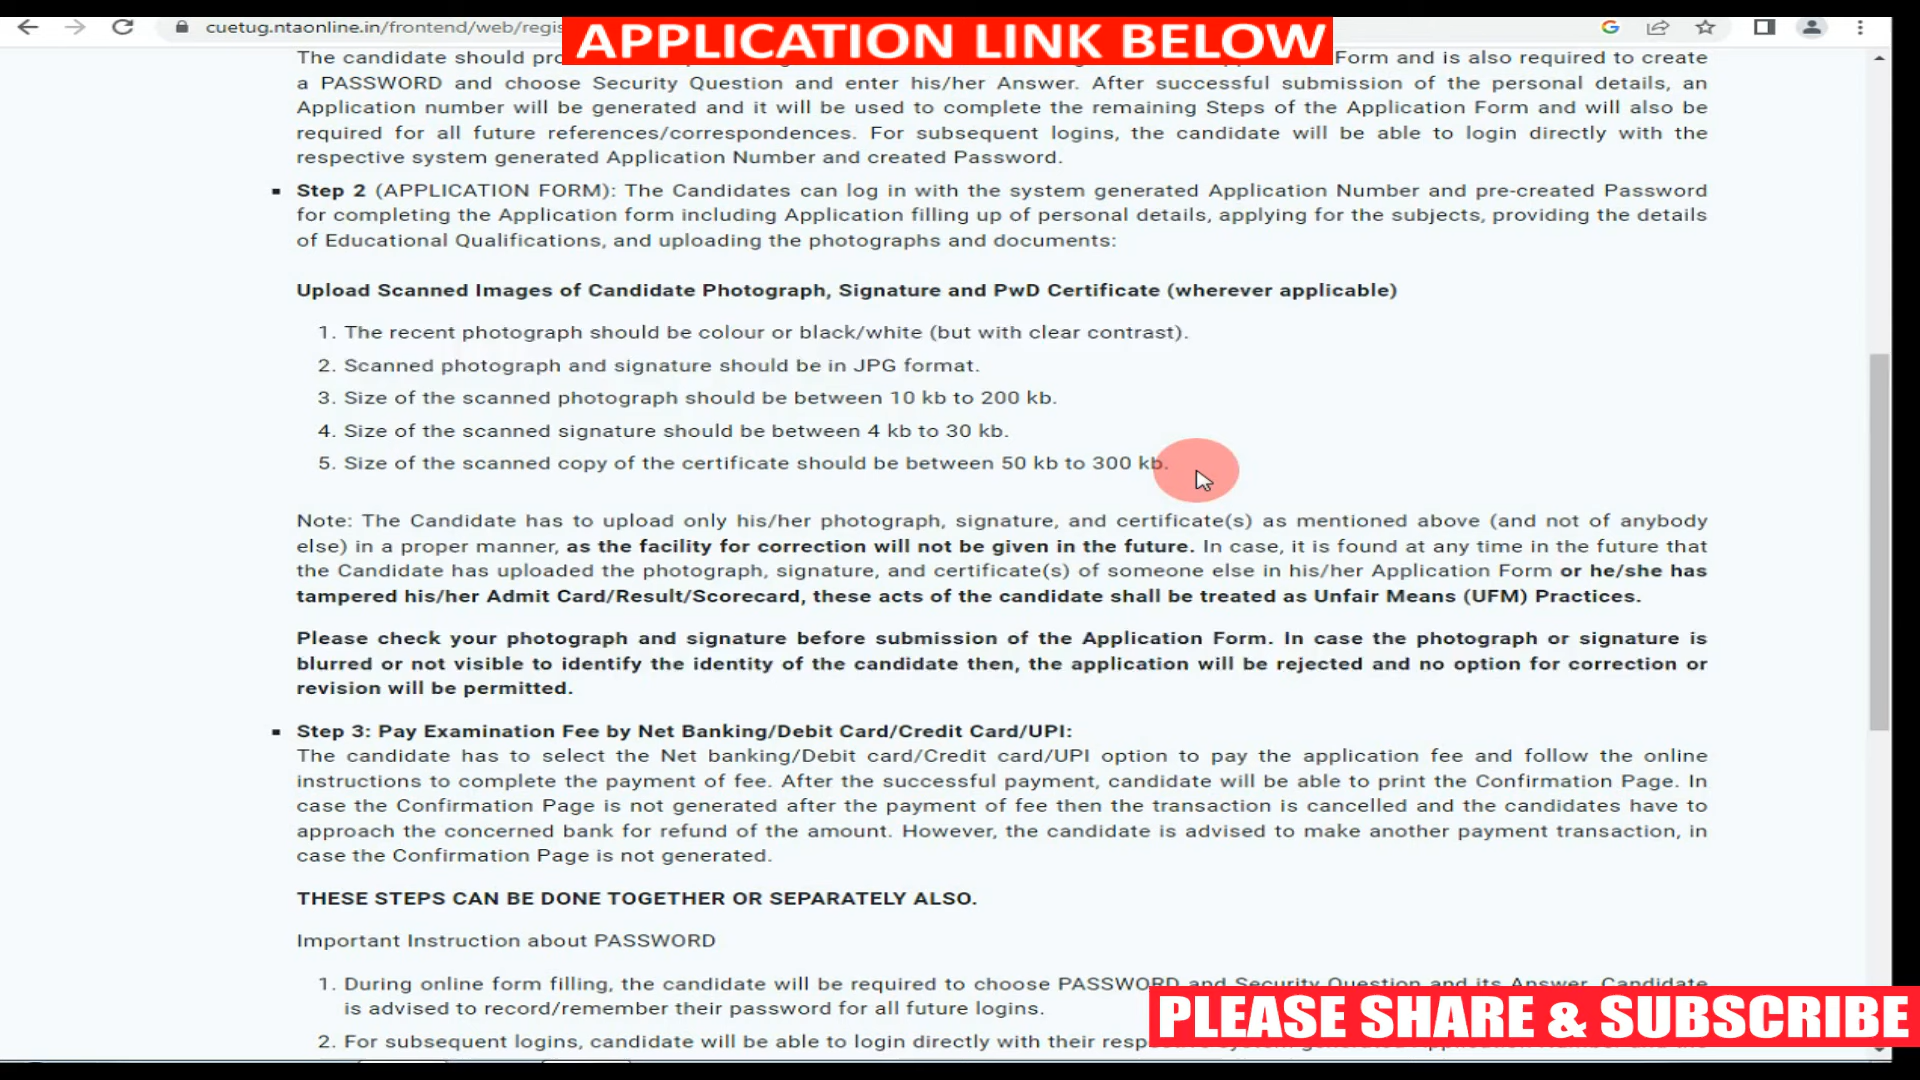 cuetug.ntaonline.in/frontend/web/regis
APPLICATION LINK BELOW
The candidate should Form and is also required to create
a PASSWORD and choose Security Question and enter his/her Answer. After successful submission of the personal details, an
Application number will be generated and it will be used to complete the remaining Steps of the Application Form and will also be
required for all future references/correspondences. For subsequent logins, the candidate will be able to login directly with the
respective system generated Application Number and created Password.
▪ Step 2 (APPLICATION FORM): The Candidates can log in with the system generated Application Number and pre-created Password
for completing the Application form including Application filling up of personal details, applying for the subjects, providing the details
of Educational Qualifications, and uploading the photographs and documents:
Upload Scanned Images of Candidate Photograph, Signature and PwD Certificate (wherever applicable)
1. The recent photograph should be colour or black/white (but with clear contrast).
2. Scanned photograph and signature should be in JPG format.
3. Size of the scanned photograph should be between 10 kb to 200 kb.
4. Size of the scanned signature should be between 4 kb to 30 kb.
5. Size of the scanned copy of the certificate should be between 50 kb to 300 kb.
Note: The Candidate has to upload only his/her photograph, signature, and certificate(s) as mentioned above (and not of anybody
else) in a proper manner, as the facility for correction will not be given in the future. In case, it is found at any time in the future that
the Candidate has uploaded the photograph, signature, and certificate(s) of someone else in his/her Application Form or he/she has
tampered his/her Admit Card/Result/Scorecard, these acts of the candidate shall be treated as Unfair Means (UFM) Practices.
Please check your photograph and signature before submission of the Application Form. In case the photograph or signature is
blurred or not visible to identify the identity of the candidate then, the application will be rejected and no option for correction or
revision will be permitted.
▪ Step 3: Pay Examination Fee by Net Banking/Debit Card/Credit Card/UPI:
The candidate has to select the Net banking/Debit card/Credit card/UPI option to pay the application fee and follow the online
instructions to complete the payment of fee. After the successful payment, candidate will be able to print the Confirmation Page. In
case the Confirmation Page is not generated after the payment of fee then the transaction is cancelled and the candidates have to
approach the concerned bank for refund of the amount. However, the candidate is advised to make another payment transaction, in
case the Confirmation Page is not generated.
THESE STEPS CAN BE DONE TOGETHER OR SEPARATELY ALSO.
Important Instruction about PASSWORD
1. During online form filling, the candidate will be required to choose PASSWORD and Security Question and its Answer. Candidate
is advised to record/remember their password for all future logins.
2. For subsequent logins, candidate will be able to login directly with their
PLEASE SHARE & SUBSCRIBE